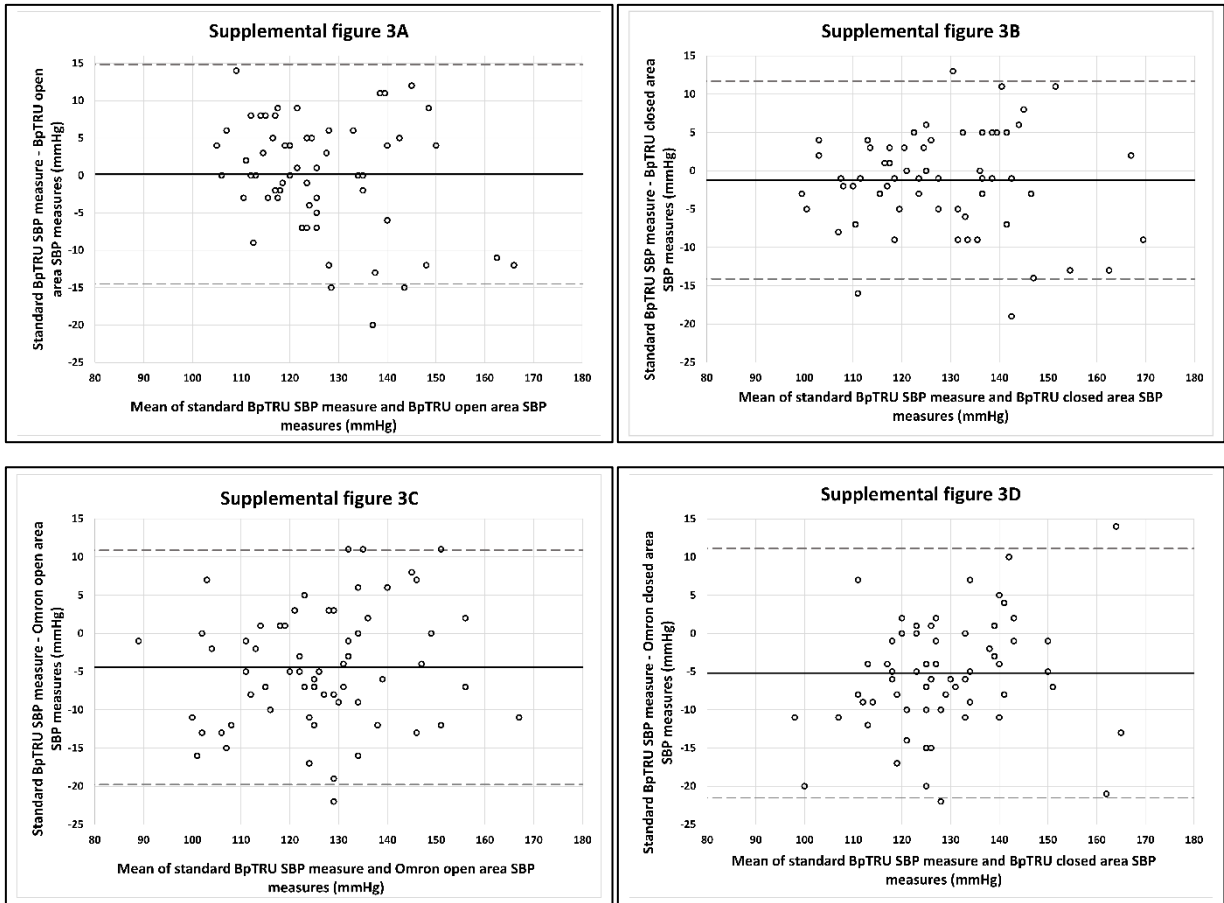 Supplemental figure 3A
Standard BpTRU SBP measure - BpTRU open
area SBP measures (mmHg)
15
10
5
0
-5
-10
-15
-20
-25
80 90 100 110 120 130 140 150 160 170 180
Mean of standard BpTRU SBP measure and BpTRU open area SBP
measures (mmHg)
Supplemental figure 3B
Standard BpTRU SBP measure - BpTRU closed area
SBP measures (mmHg)
15
10
5
0
-5
-10
-15
-20
-25
80 90 100 110 120 130 140 150 160 170 180
Mean of standard BpTRU SBP measure and BpTRU closed area SBP
measures (mmHg)
Supplemental figure 3C
Standard BpTRU SBP measure - Omron open area
SBP measures (mmHg)
15
10
5
0
-5
-10
-15
-20
-25
80 90 100 110 120 130 140 150 160 170 180
Mean of standard BpTRU SBP measure and Omron open area SBP
measures (mmHg)
Supplemental figure 3D
Standard BpTRU SBP measure - Omron closed area
SBP measures (mmHg)
15
10
5
0
-5
-10
-15
-20
-25
80 90 100 110 120 130 140 150 160 170 180
Mean of standard BpTRU SBP measure and BpTRU closed area SBP
measures (mmHg)